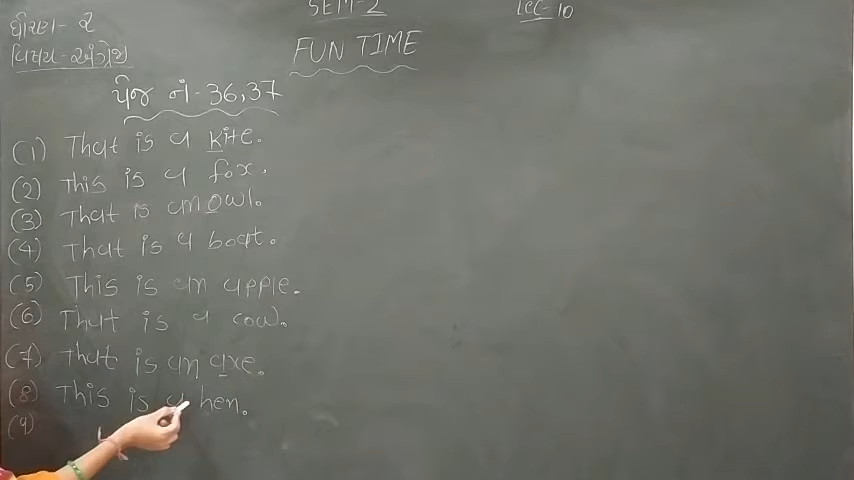 ધોરણ - ૨
વિષય - અંગ્રેજી
SEM-2
LEC-10
FUN TIME
પેજ નં - 36,37
(1) That is a kite.
(2) This is a fox.
(3) That is an owl.
(4) That is a boat.
(5) This is an apple.
(6) That is a cow.
(7) That is an axe.
(8) This is a hen.
(9)